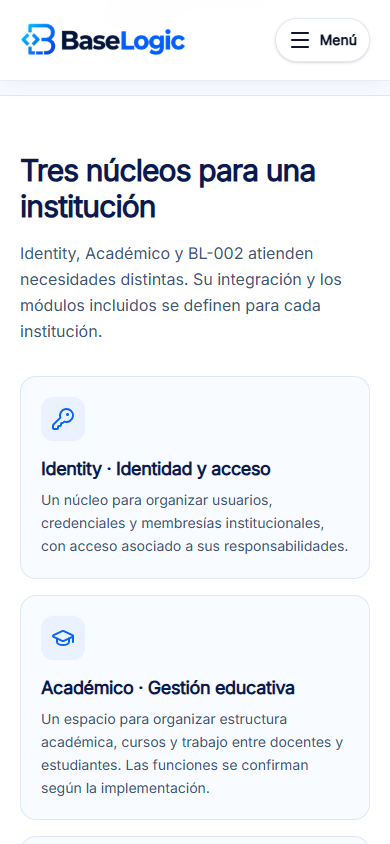 BaseLogic
Menú
Tres núcleos para una
institución
Identity, Académico y BL-002 atienden
necesidades distintas. Su integración y los
módulos incluidos se definen para cada
institución.
Identity · Identidad y acceso
Un núcleo para organizar usuarios,
credenciales y membresías institucionales,
con acceso asociado a sus responsabilidades.
Académico · Gestión educativa
Un espacio para organizar estructura
académica, cursos y trabajo entre docentes y
estudiantes. Las funciones se confirman
según la implementación.